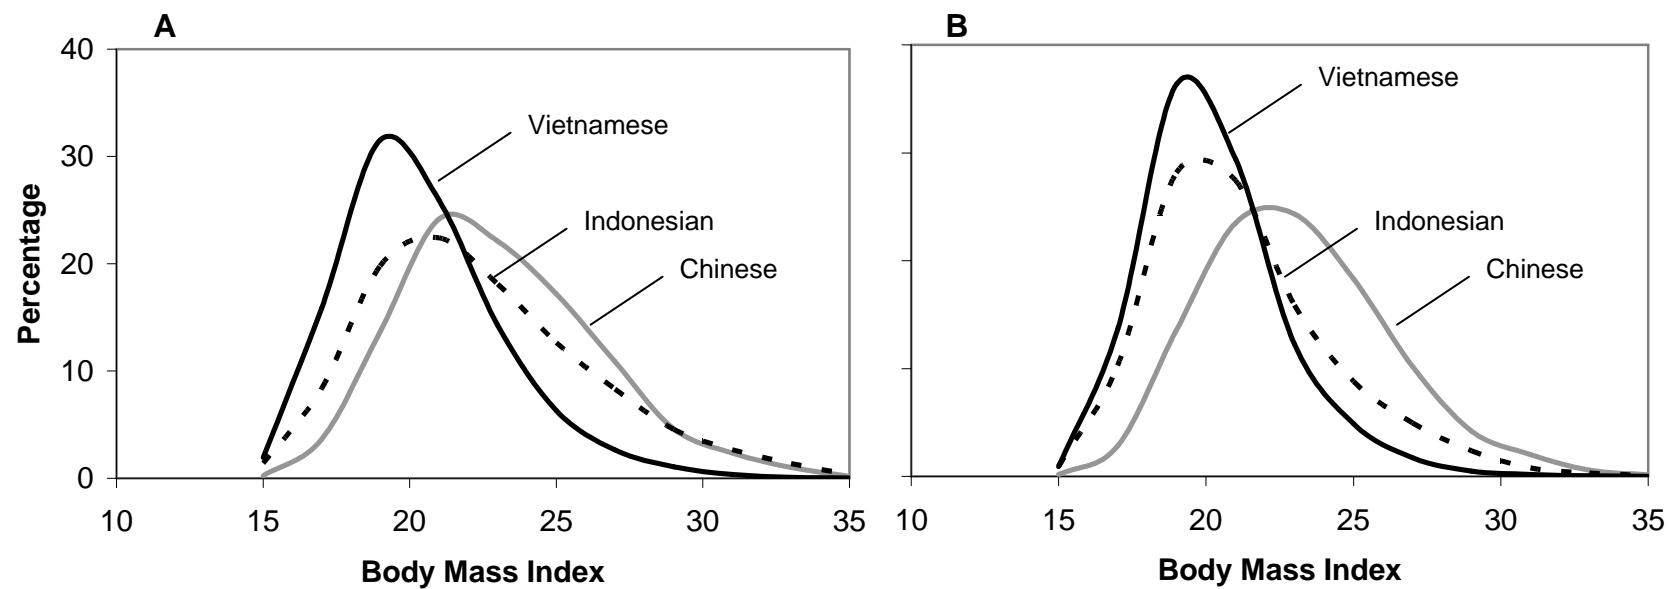 A
40
30
20
10
0
Percentage
Vietnamese
Indonesian
Chinese
10 15 20 25 30 35
Body Mass Index
B
Vietnamese
Indonesian
Chinese
10 15 20 25 30 35
Body Mass Index